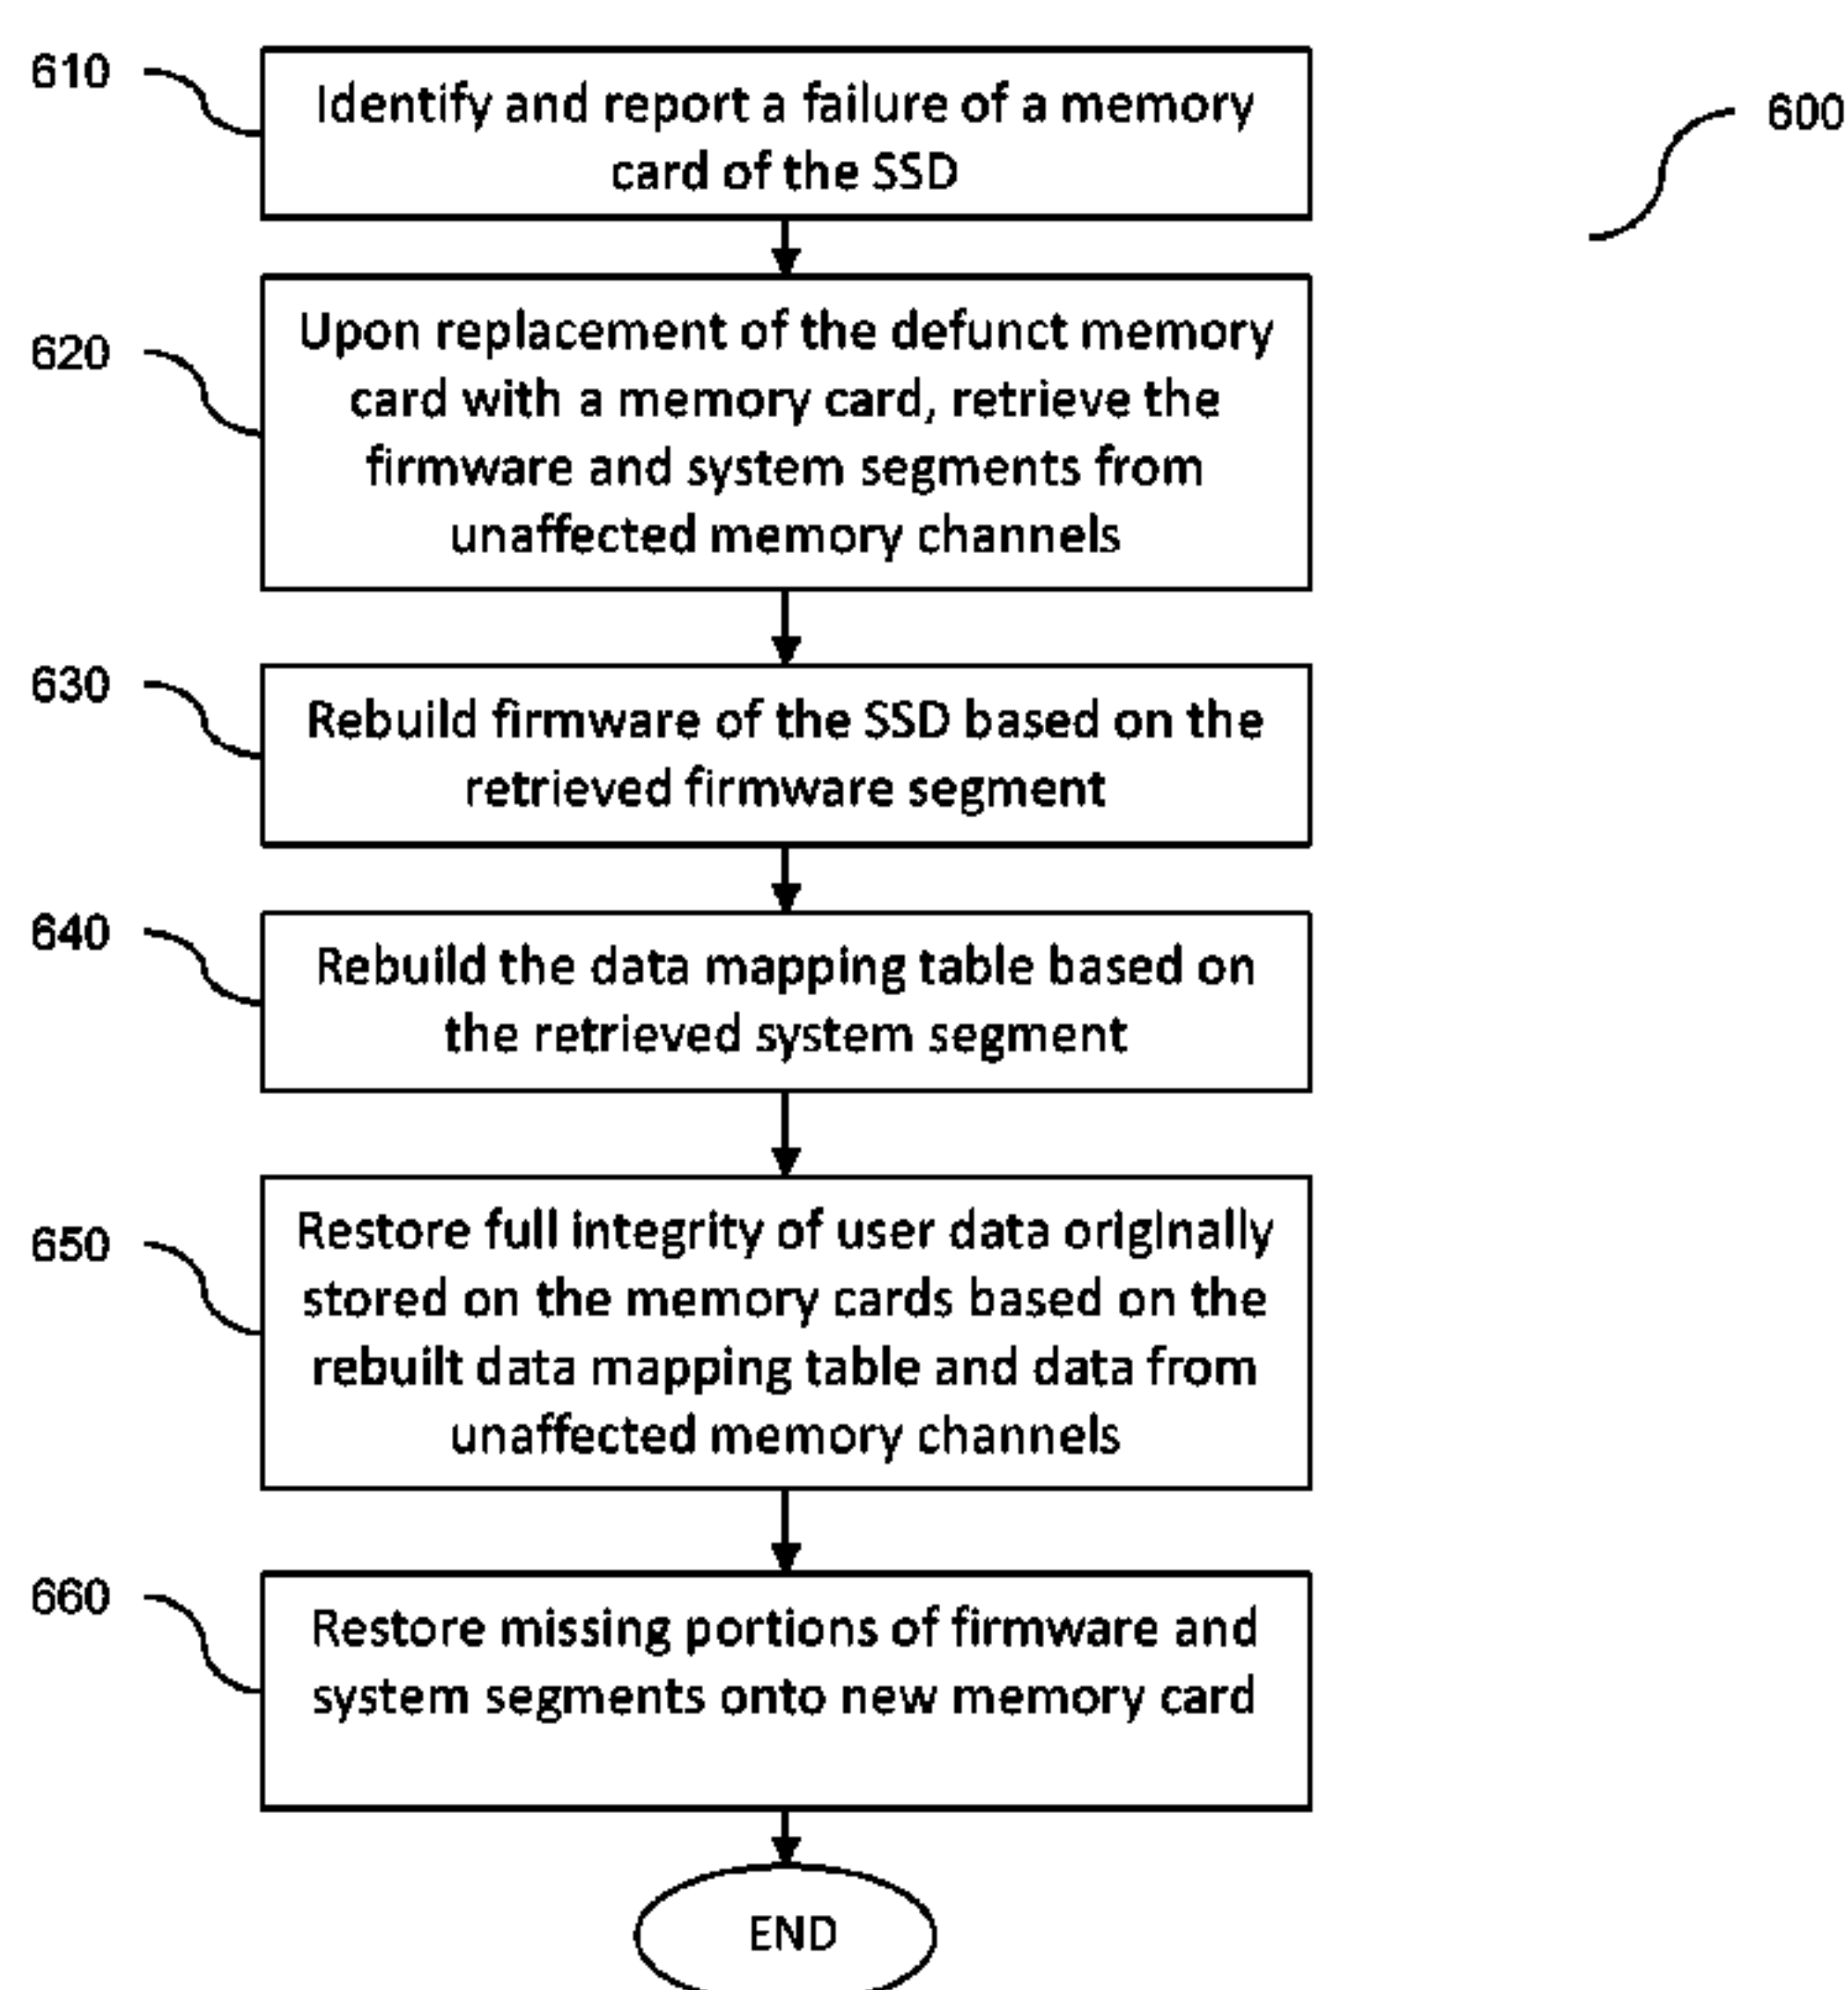 610
Identify and report a failure of a memory
card of the SSD
600
620
Upon replacement of the defunct memory
card with a memory card, retrieve the
firmware and system segments from
unaffected memory channels
630
Rebuild firmware of the SSD based on the
retrieved firmware segment
640
Rebuild the data mapping table based on
the retrieved system segment
650
Restore full integrity of user data originally
stored on the memory cards based on the
rebuilt data mapping table and data from
unaffected memory channels
660
Restore missing portions of firmware and
system segments onto new memory card
END